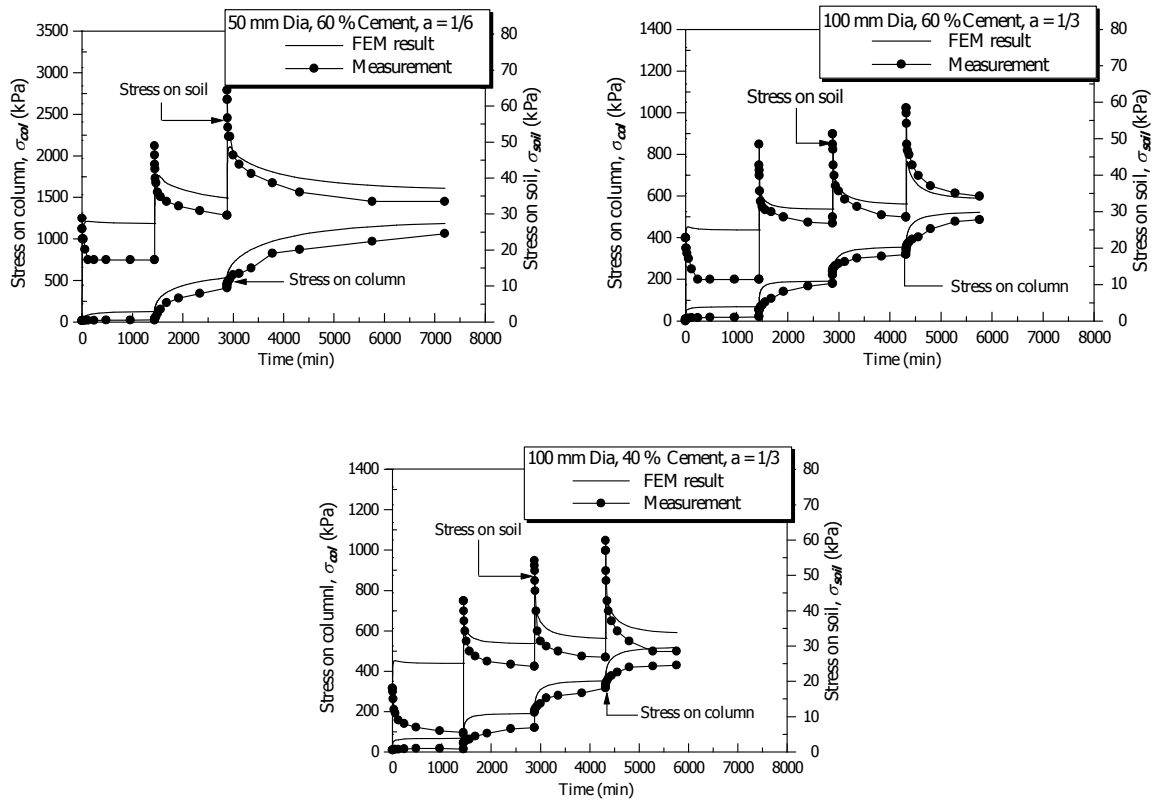 50 mm Dia, 60 % Cement, a = 1/6
FEM result
Measurement
Stress on soil
Stress on column
Stress on column, σcol (kPa)
3500
3000
2500
2000
1500
1000
500
0
Stress on soil, σsoil (kPa)
80
70
60
50
40
30
20
10
0
0 1000 2000 3000 4000 5000 6000 7000 8000
Time (min)
100 mm Dia, 60 % Cement, a = 1/3
FEM result
Measurement
Stress on soil
Stress on column
Stress on column, σcol (kPa)
1400
1200
1000
800
600
400
200
0
Stress on soil, σsoil (kPa)
80
70
60
50
40
30
20
10
0
0 1000 2000 3000 4000 5000 6000 7000 8000
Time (min)
100 mm Dia, 40 % Cement, a = 1/3
FEM result
Measurement
Stress on soil
Stress on column
Stress on columnl, σcol (kPa)
1400
1200
1000
800
600
400
200
0
Stress on soil, σsoil (kPa)
80
70
60
50
40
30
20
10
0
0 1000 2000 3000 4000 5000 6000 7000 8000
Time (min)